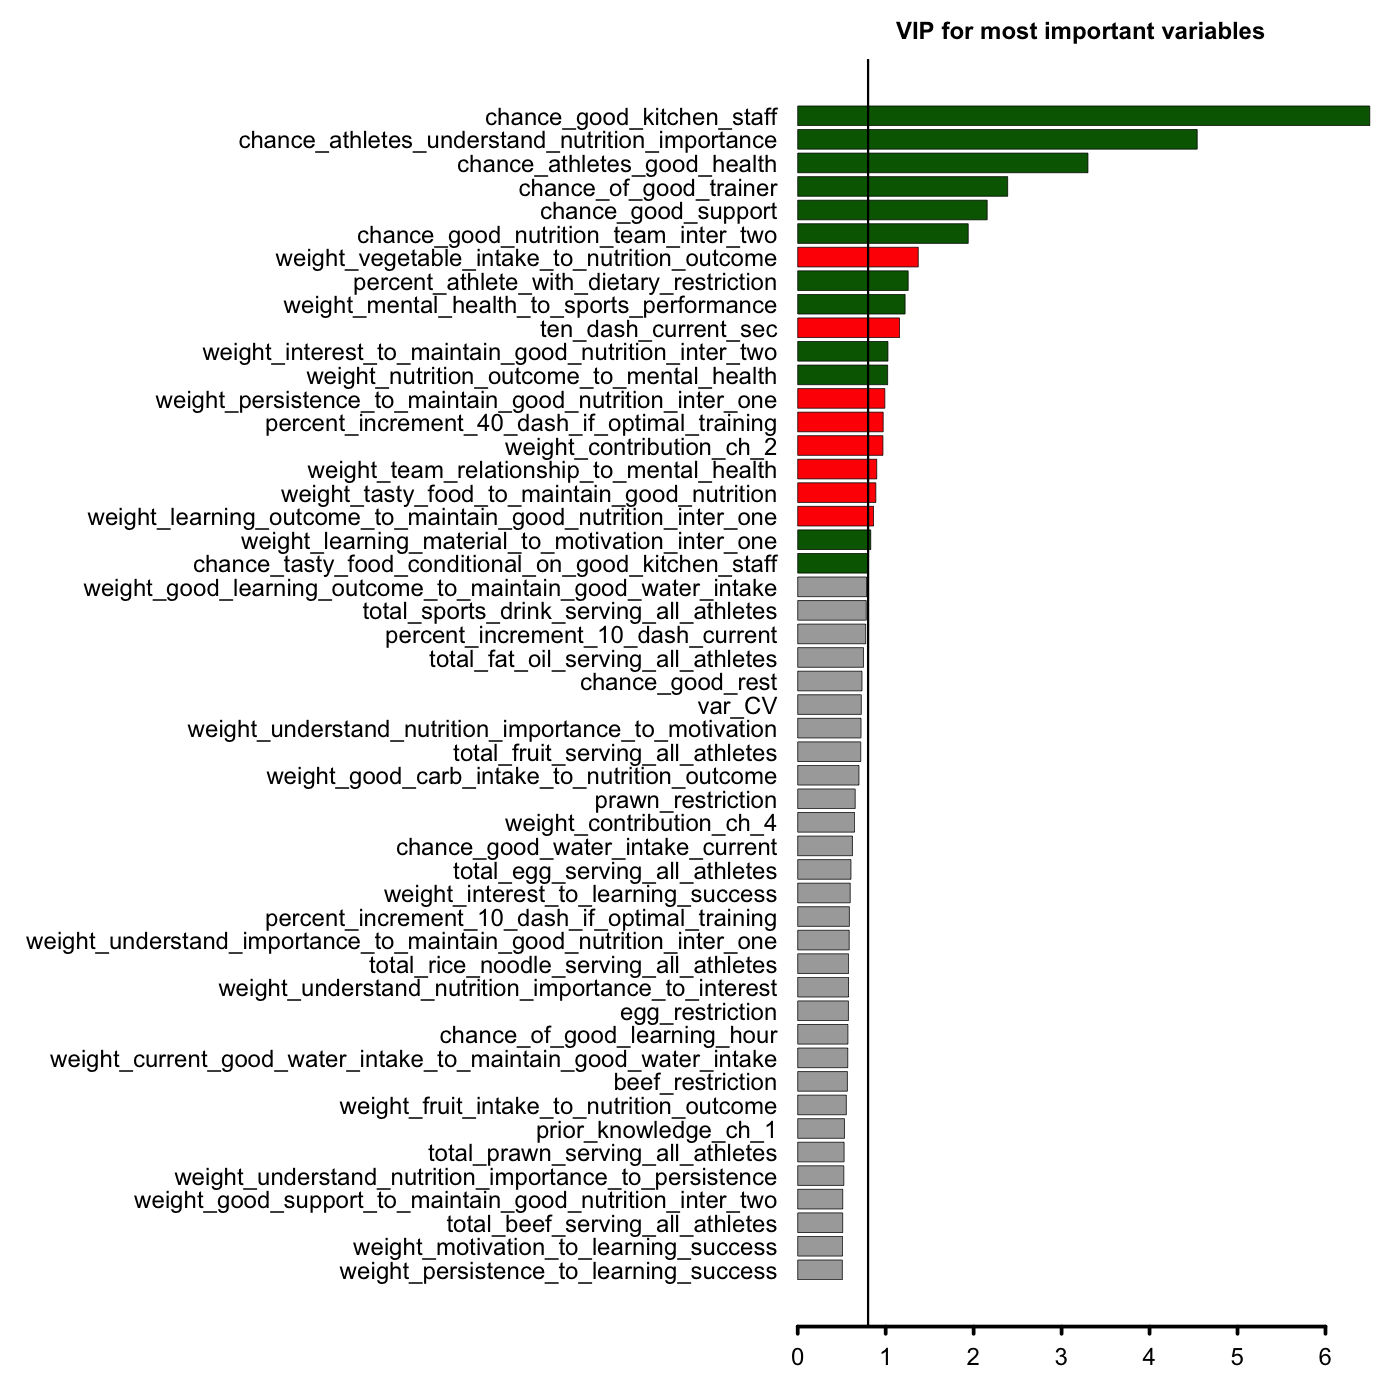 VIP for most important variables
chance_good_kitchen_staff
chance_athletes_understand_nutrition_importance
chance_athletes_good_health
chance_of_good_trainer
chance_good_support
chance_good_nutrition_team_inter_two
weight_vegetable_intake_to_nutrition_outcome
percent_athlete_with_dietary_restriction
weight_mental_health_to_sports_performance
ten_dash_current_sec
weight_interest_to_maintain_good_nutrition_inter_two
weight_nutrition_outcome_to_mental_health
weight_persistence_to_maintain_good_nutrition_inter_one
percent_increment_40_dash_if_optimal_training
weight_contribution_ch_2
weight_team_relationship_to_mental_health
weight_tasty_food_to_maintain_good_nutrition
weight_learning_outcome_to_maintain_good_nutrition_inter_one
weight_learning_material_to_motivation_inter_one
chance_tasty_food_conditional_on_good_kitchen_staff
weight_good_learning_outcome_to_maintain_good_water_intake
total_sports_drink_serving_all_athletes
percent_increment_10_dash_current
total_fat_oil_serving_all_athletes
chance_good_rest
var_CV
weight_understand_nutrition_importance_to_motivation
total_fruit_serving_all_athletes
weight_good_carb_intake_to_nutrition_outcome
prawn_restriction
weight_contribution_ch_4
chance_good_water_intake_current
total_egg_serving_all_athletes
weight_interest_to_learning_success
percent_increment_10_dash_if_optimal_training
weight_understand_importance_to_maintain_good_nutrition_inter_one
total_rice_noodle_serving_all_athletes
weight_understand_nutrition_importance_to_interest
egg_restriction
chance_of_good_learning_hour
weight_current_good_water_intake_to_maintain_good_water_intake
beef_restriction
weight_fruit_intake_to_nutrition_outcome
prior_knowledge_ch_1
total_prawn_serving_all_athletes
weight_understand_nutrition_importance_to_persistence
weight_good_support_to_maintain_good_nutrition_inter_two
total_beef_serving_all_athletes
weight_motivation_to_learning_success
weight_persistence_to_learning_success
0 1 2 3 4 5 6